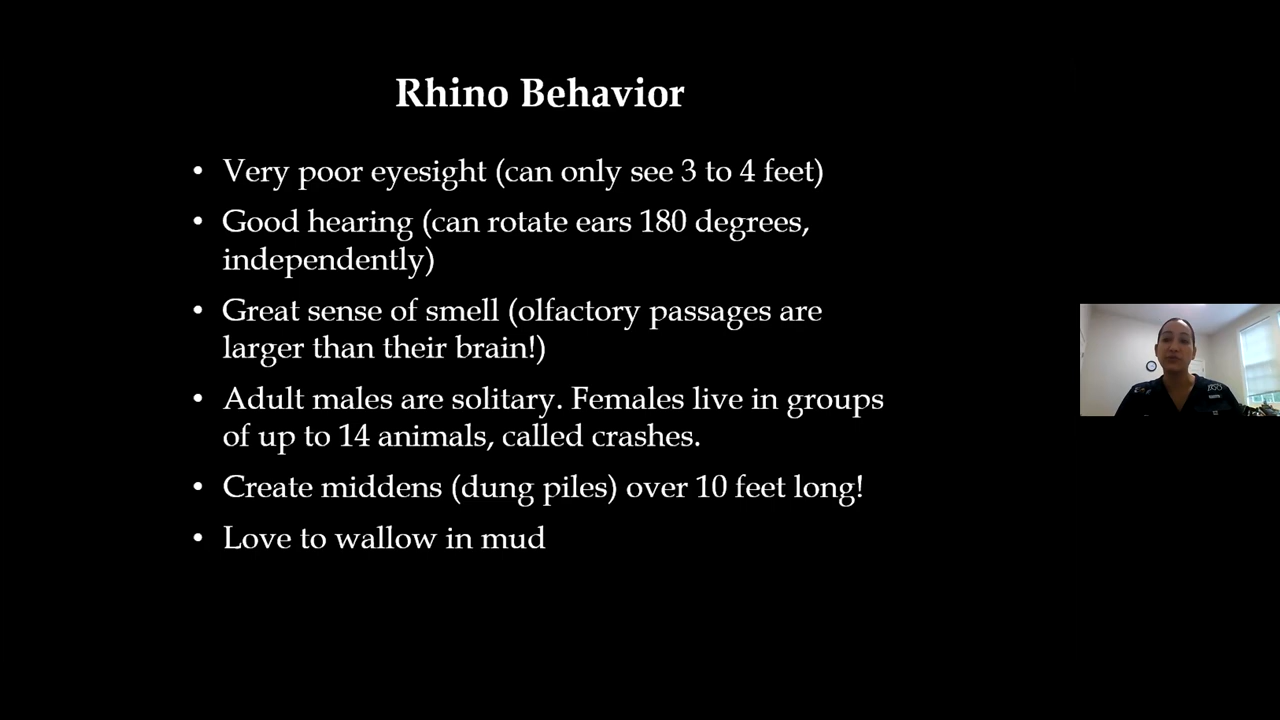 Rhino Behavior
• Very poor eyesight (can only see 3 to 4 feet)
• Good hearing (can rotate ears 180 degrees,
independently)
• Great sense of smell (olfactory passages are
larger than their brain!)
• Adult males are solitary. Females live in groups
of up to 14 animals, called crashes.
• Create middens (dung piles) over 10 feet long!
• Love to wallow in mud